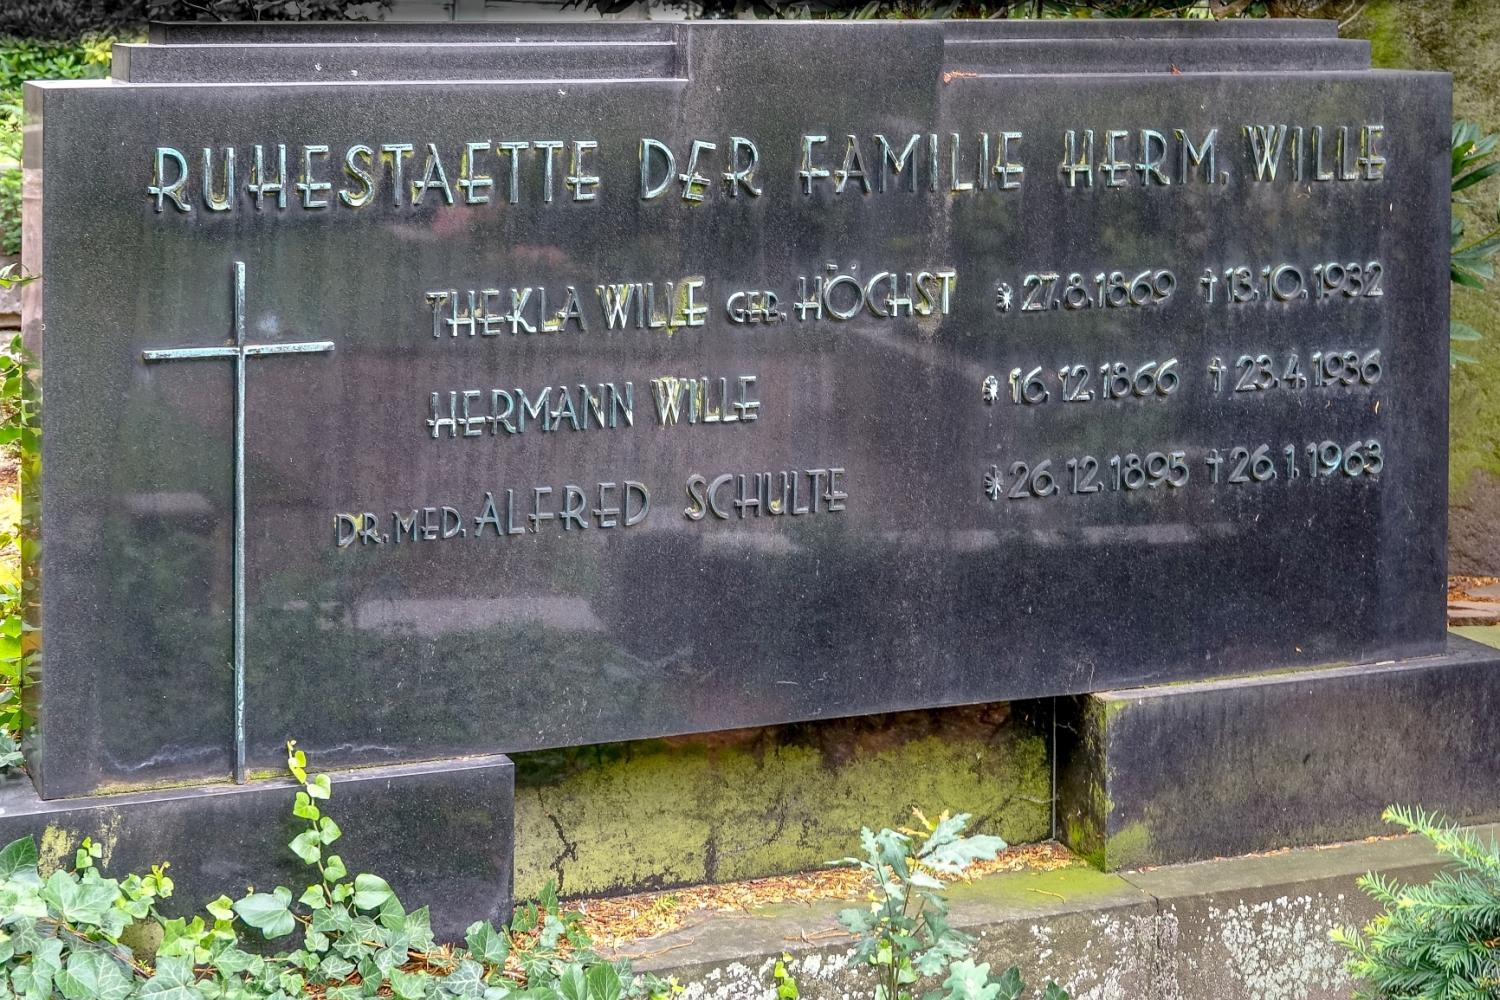 RUHESTAETTE DER FAMILIE HERM. WILLE
THEKLA WILLE GEB. HÖCHST * 27.8.1869 † 13.10.1932
HERMANN WILLE * 16.12.1866 † 23.4.1936
DR. MED. ALFRED SCHULTE * 26.12.1895 † 26.1.1963